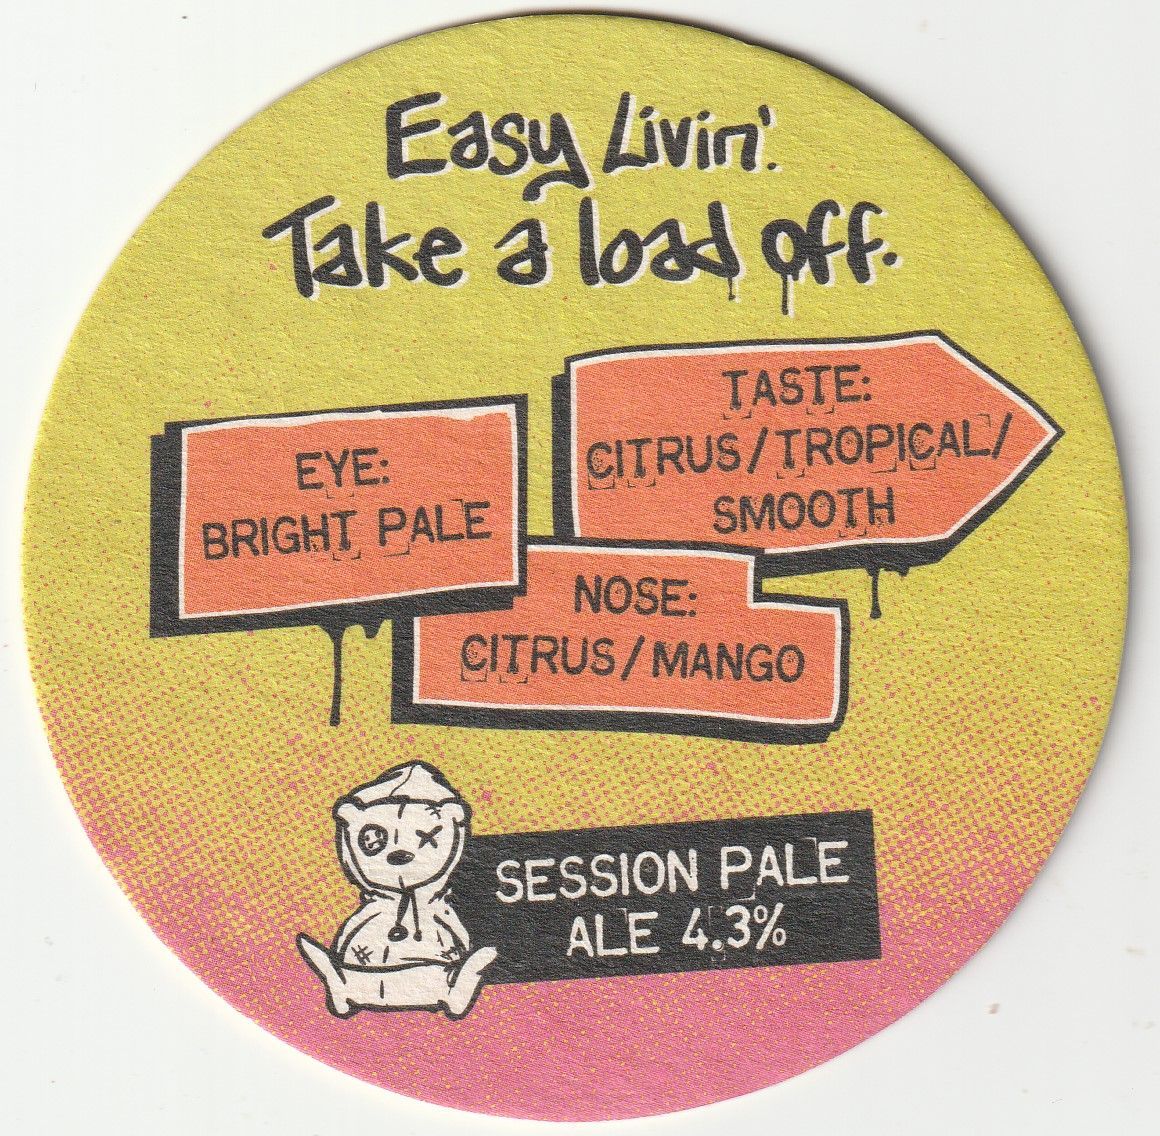 Easy Livin'.
Take a load off.
EYE:
BRIGHT PALE
TASTE:
CITRUS/TROPICAL/
SMOOTH
NOSE:
CITRUS/MANGO
SESSION PALE
ALE 4.3%